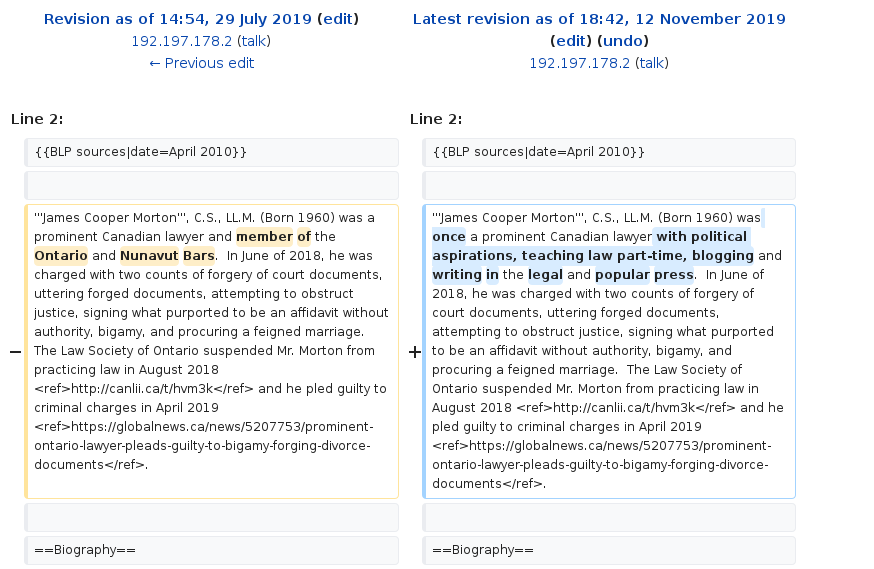 Revision as of 14:54, 29 July 2019 (edit)
192.197.178.2 (talk)
← Previous edit
Latest revision as of 18:42, 12 November 2019
(edit) (undo)
192.197.178.2 (talk)
Line 2:
Line 2:
{{BLP sources|date=April 2010}}
{{BLP sources|date=April 2010}}
−
'''James Cooper Morton''', C.S., LL.M. (Born 1960) was a
prominent Canadian lawyer and member of the
Ontario and Nunavut Bars.  In June of 2018, he was
charged with two counts of forgery of court documents,
uttering forged documents, attempting to obstruct
justice, signing what purported to be an affidavit without
authority, bigamy, and procuring a feigned marriage.
The Law Society of Ontario suspended Mr. Morton from
practicing law in August 2018
<ref>http://canlii.ca/t/hvm3k</ref> and he pled guilty to
criminal charges in April 2019
<ref>https://globalnews.ca/news/5207753/prominent-
ontario-lawyer-pleads-guilty-to-bigamy-forging-divorce-
documents</ref>.
+
'''James Cooper Morton''', C.S., LL.M. (Born 1960) was
once a prominent Canadian lawyer with political
aspirations, teaching law part-time, blogging and
writing in the legal and popular press.  In June of
2018, he was charged with two counts of forgery of
court documents, uttering forged documents,
attempting to obstruct justice, signing what purported
to be an affidavit without authority, bigamy, and
procuring a feigned marriage.  The Law Society of
Ontario suspended Mr. Morton from practicing law in
August 2018 <ref>http://canlii.ca/t/hvm3k</ref> and he
pled guilty to criminal charges in April 2019
<ref>https://globalnews.ca/news/5207753/prominent-
ontario-lawyer-pleads-guilty-to-bigamy-forging-divorce-
documents</ref>.
==Biography==
==Biography==